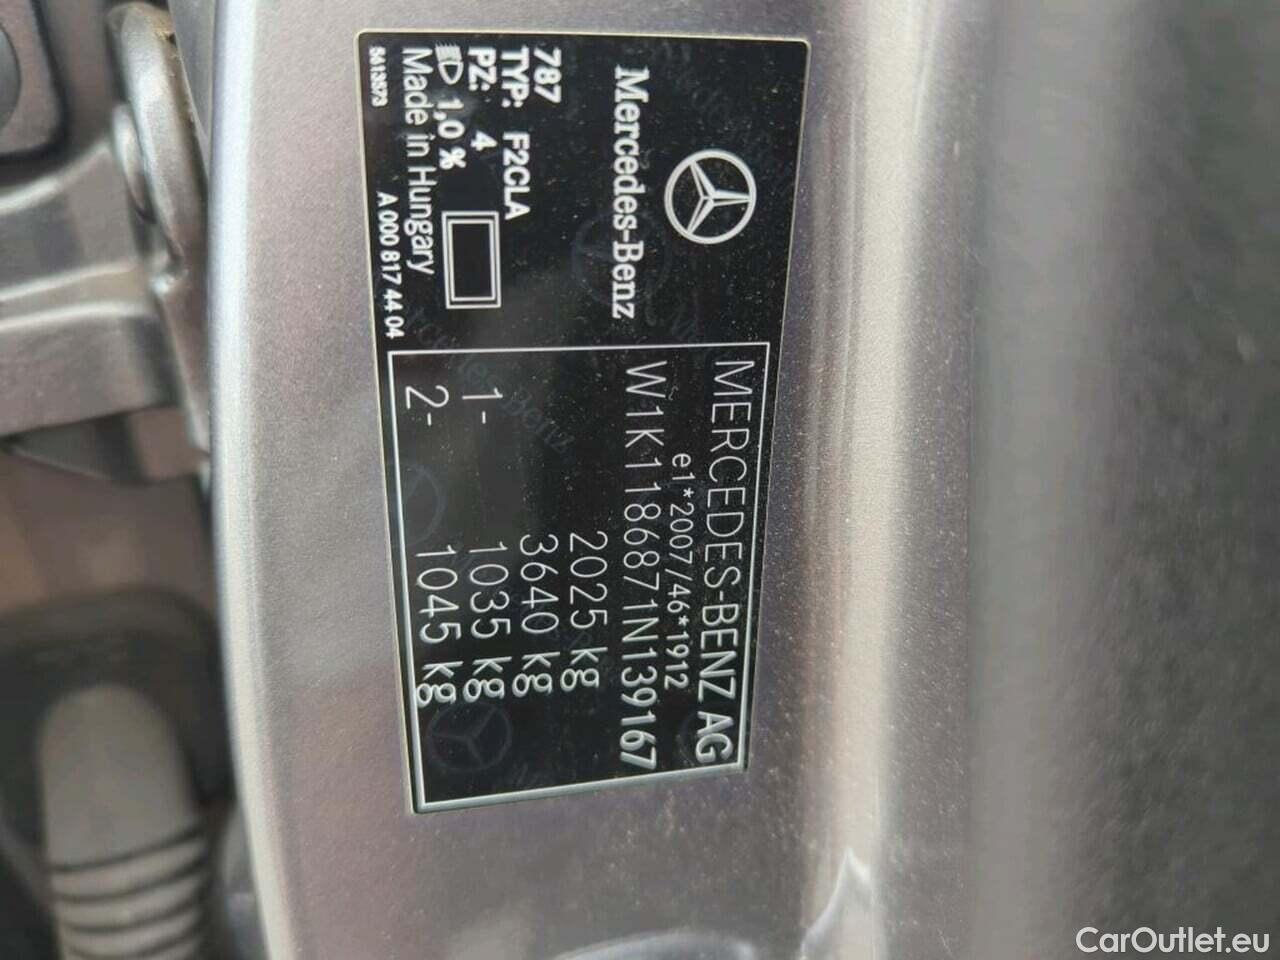 Mercedes-Benz
787
TYP: F2CLA
PZ: 4
1,0 %
Made in Hungary
5613573
A 000 817 44 04
MERCEDES-BENZ AG
e1*2007/46*1912
W1K1186871N139167
2025 kg
3640 kg
1- 1035 kg
2- 1045 kg
CarOutlet.eu